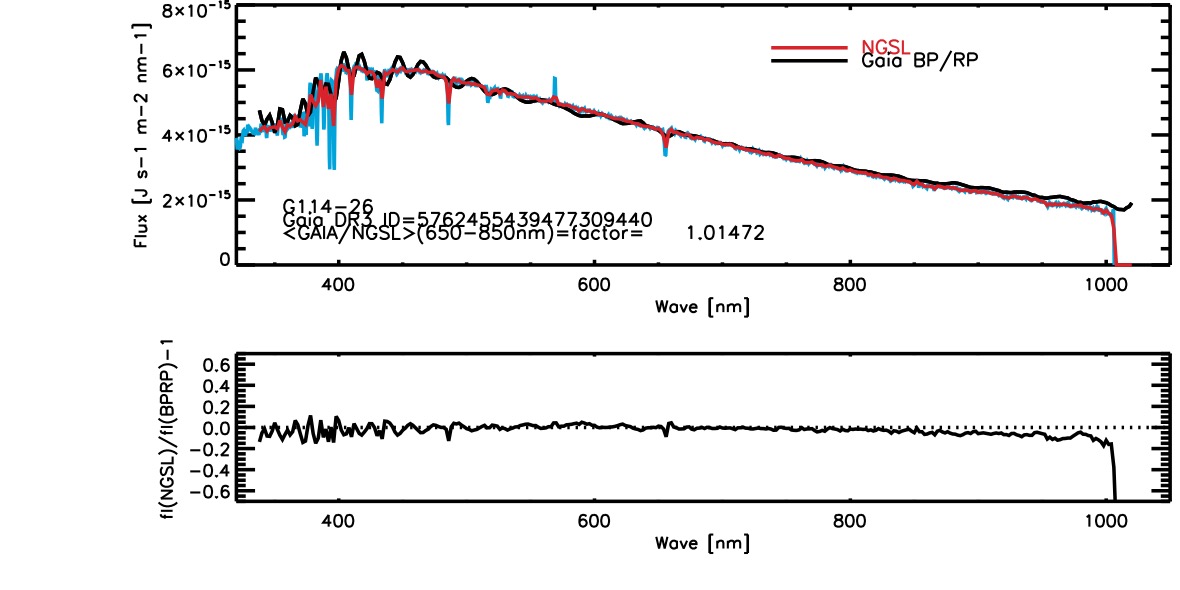 8×10⁻¹⁵
6×10⁻¹⁵
4×10⁻¹⁵
2×10⁻¹⁵
0
Flux [J s−1 m−2 nm−1]
NGSL
Gaia BP/RP
G114−26
Gaia DR3 ID=5762455439477309440
<GAIA/NGSL>(650−850nm)=factor= 1.01472
400 600 800 1000
Wave [nm]
fl(NGSL)/fl(BPRP)−1
0.6
0.4
0.2
0.0
−0.2
−0.4
−0.6
400 600 800 1000
Wave [nm]